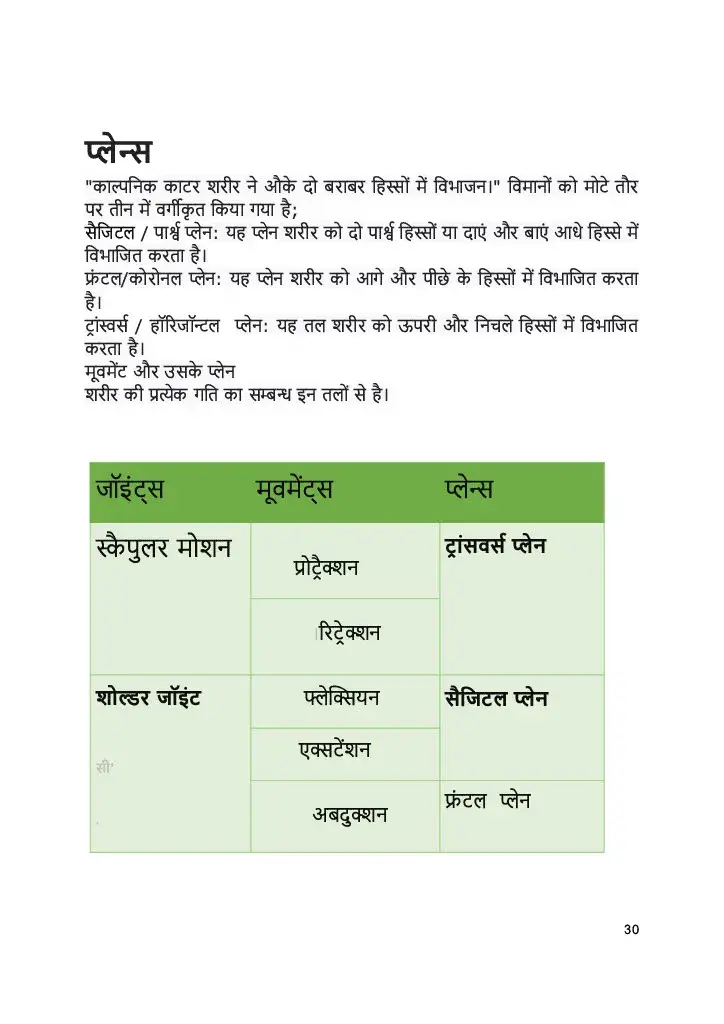 प्लेन्स
"काल्पनिक काटर शरीर ने औके दो बराबर हिस्सों में विभाजन।" विमानों को मोटे तौर
पर तीन में वर्गीकृत किया गया है;
सैजिटल / पार्श्व प्लेन: यह प्लेन शरीर को दो पार्श्व हिस्सों या दाएं और बाएं आधे हिस्से में
विभाजित करता है।
फ्रंटल/कोरोनल प्लेन: यह प्लेन शरीर को आगे और पीछे के हिस्सों में विभाजित करता
है।
ट्रांस्वर्स / हॉरिजॉन्टल प्लेन: यह तल शरीर को ऊपरी और निचले हिस्सों में विभाजित
करता है।
मूवमेंट और उसके प्लेन
शरीर की प्रत्येक गति का सम्बन्ध इन तलों से है।
जॉइंट्स मूवमेंट्स प्लेन्स
स्कैपुलर मोशन
प्रोट्रैक्शन
ट्रांसवर्स प्लेन
रिट्रेक्शन
शोल्डर जॉइंट फ्लेक्सियन सैजिटल प्लेन
एक्सटेंशन
सी'
अबदुक्शन
फ्रंटल प्लेन
30